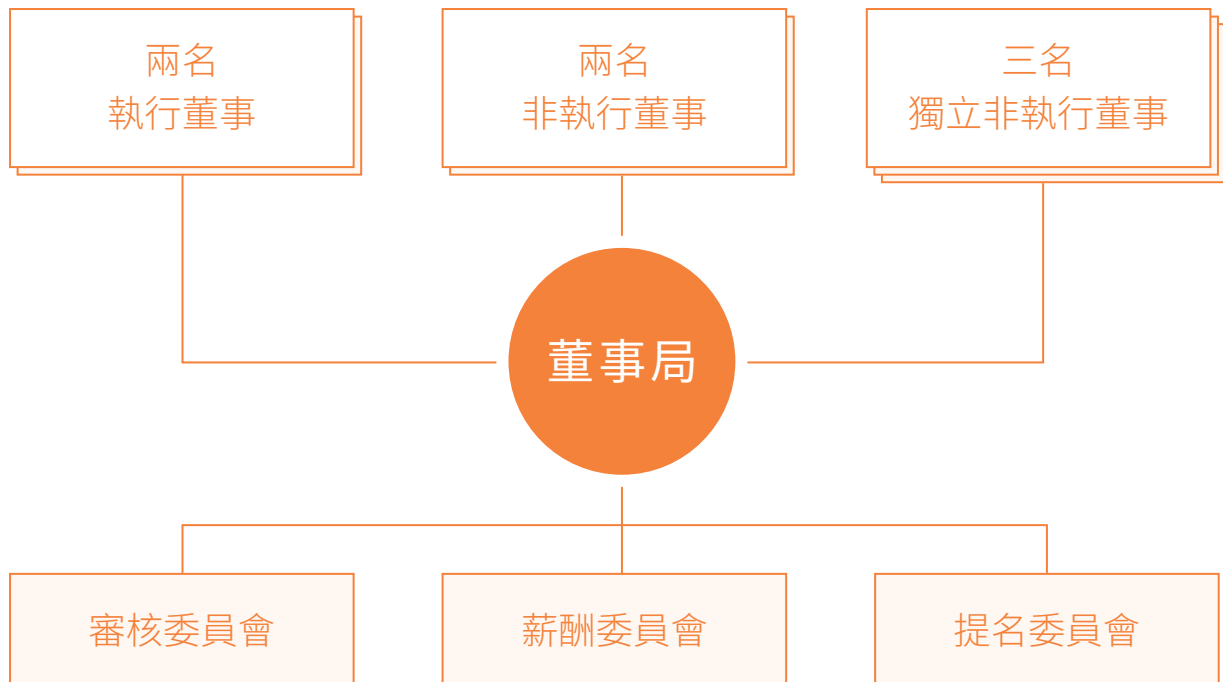 兩名
執行董事
兩名
非執行董事
三名
獨立非執行董事
董事局
審核委員會
薪酬委員會
提名委員會